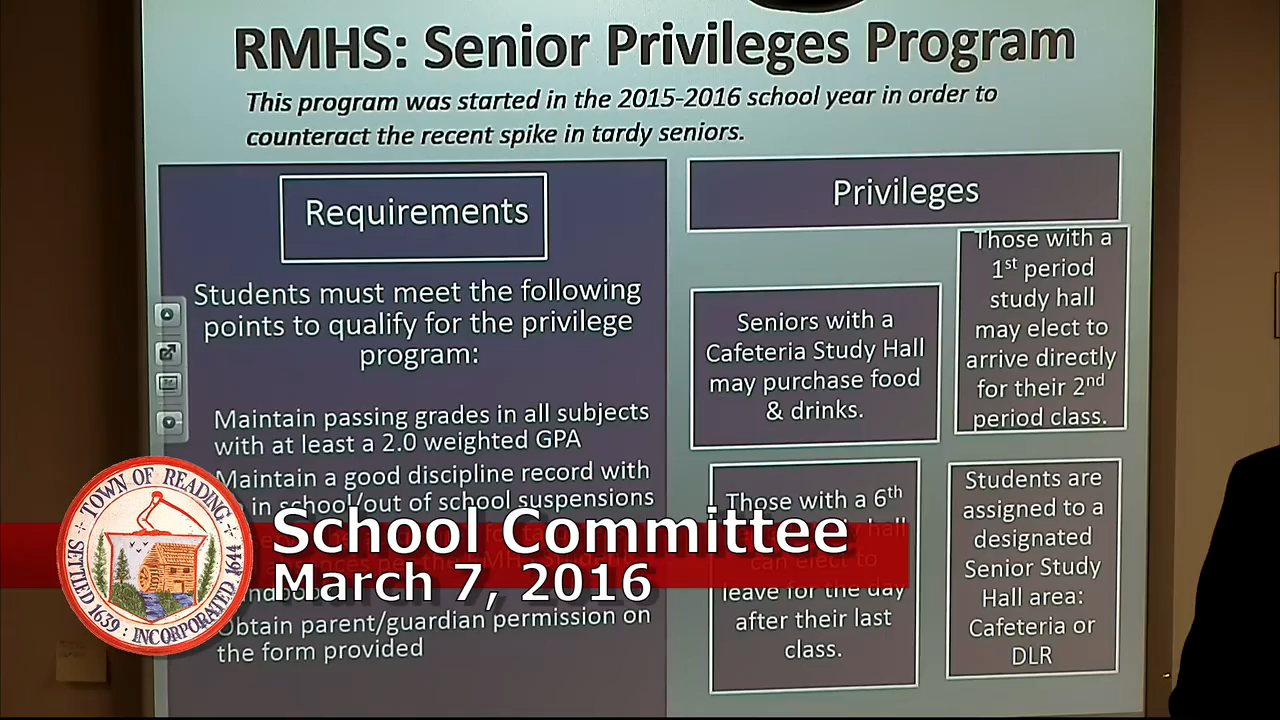 RMHS: Senior Privileges Program
This program was started in the 2015-2016 school year in order to
counteract the recent spike in tardy seniors.
Requirements
Students must meet the following
points to qualify for the privilege
program:
Maintain passing grades in all subjects
with at least a 2.0 weighted GPA
Maintain a good discipline record with
in school/out of school suspensions
Obtain parent/guardian permission on
the form provided
Privileges
Seniors with a
Cafeteria Study Hall
may purchase food
& drinks.
Those with a
1st period
study hall
may elect to
arrive directly
for their 2nd
period class.
Those with a 6th
hall
can elect to
leave for the day
after their last
class.
Students are
assigned to a
designated
Senior Study
Hall area:
Cafeteria or
DLR
School Committee
March 7, 2016
TOWN OF READING
SETTLED 1639 : INCORPORATED 1644